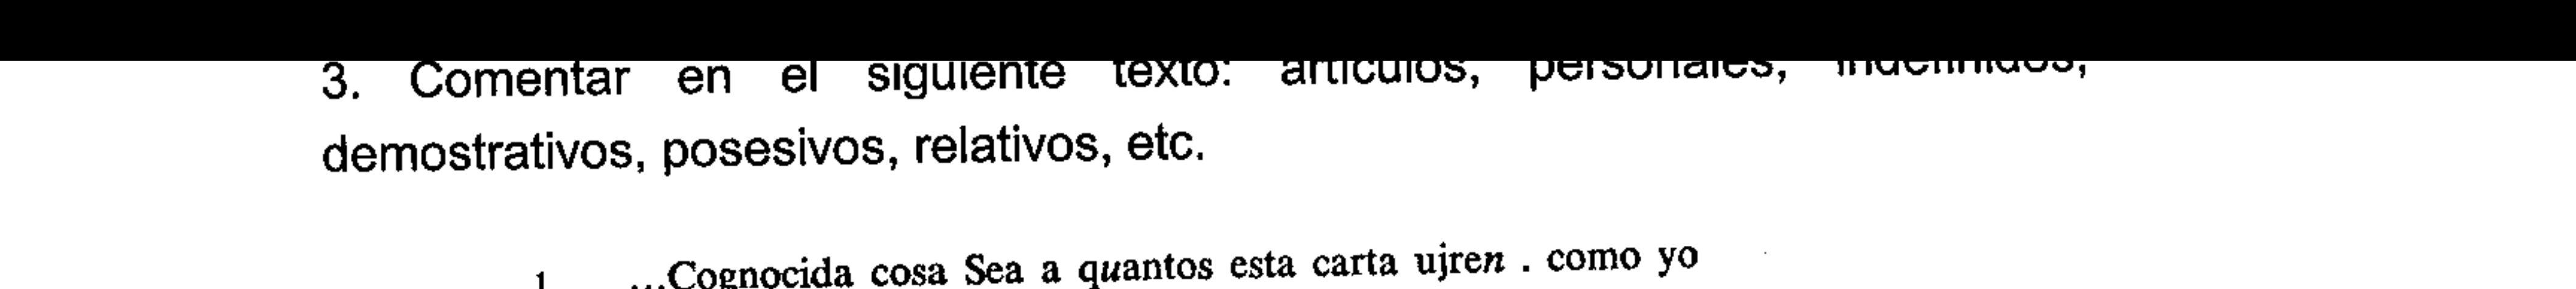 3. Comentar en el siguiente texto: artículos, personales, indefinidos,
demostrativos, posesivos, relativos, etc.
1 ...Cognocida cosa Sea a quantos esta carta ujren . como yo